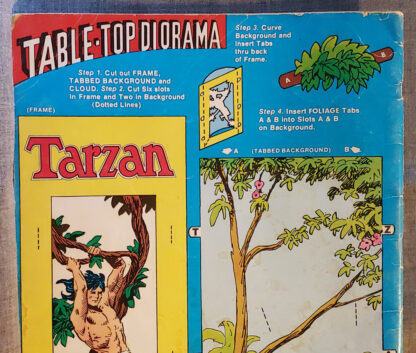 TABLE·TOP DIORAMA
Step 1. Cut out FRAME,
TABBED BACKGROUND and
CLOUD. Step 2. Cut Six slots
in Frame and Two in Background
(Dotted Lines)
Step 3. Curve
Background and
Insert Tabs
thru back
of Frame.
A
B
Step 4. Insert FOLIAGE Tabs
A & B into Slots A & B
on Background.
(FRAME)
Tarzan
A (TABBED BACKGROUND) B
T
Z